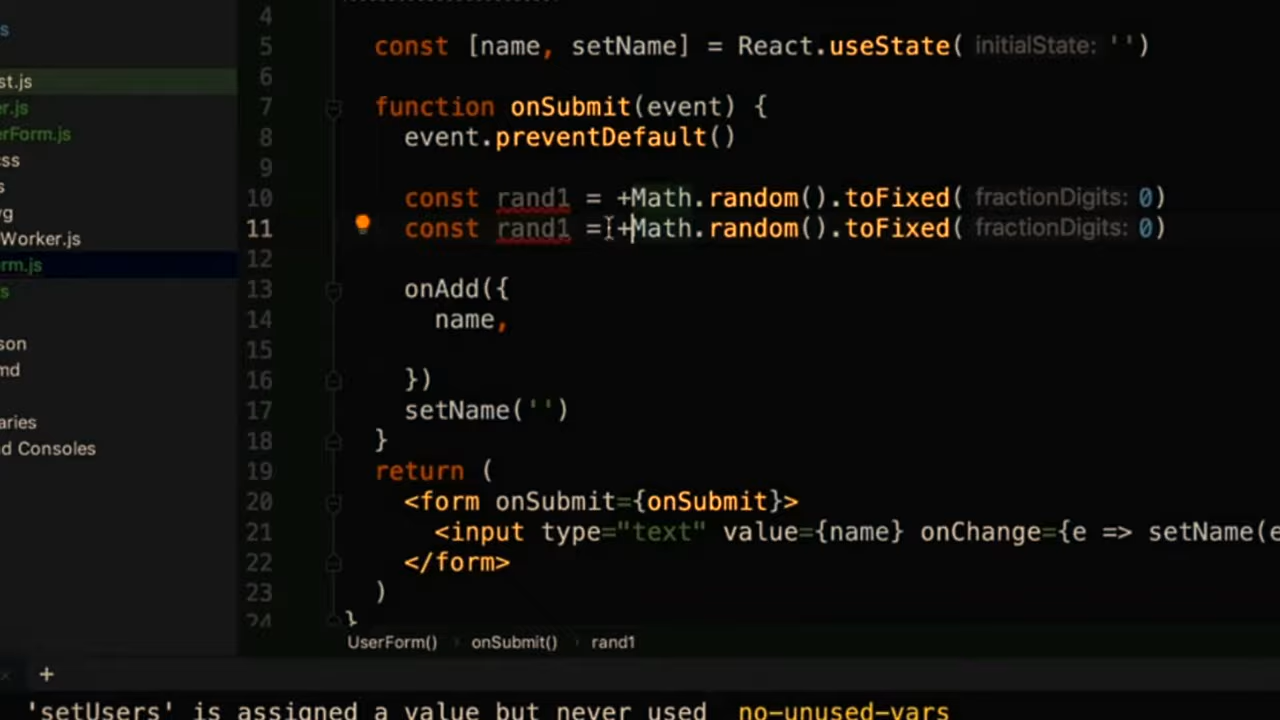 s
st.js
er.js
erForm.js
css
s
vg
Worker.js
orm.js
s
son
md
aries
nd Consoles
4
5 const [name, setName] = React.useState( initialState: '')
6
7 function onSubmit(event) {
8 event.preventDefault()
9
10 const rand1 = +Math.random().toFixed( fractionDigits: 0)
11 const rand1 = +Math.random().toFixed( fractionDigits: 0)
12
13 onAdd({
14 name,
15
16 })
17 setName('')
18 }
19 return (
20 <form onSubmit={onSubmit}>
21 <input type="text" value={name} onChange={e => setName(e
22 </form>
23 )
24 }
UserForm() onSubmit() rand1
+
'setUsers' is assigned a value but never used no-unused-vars